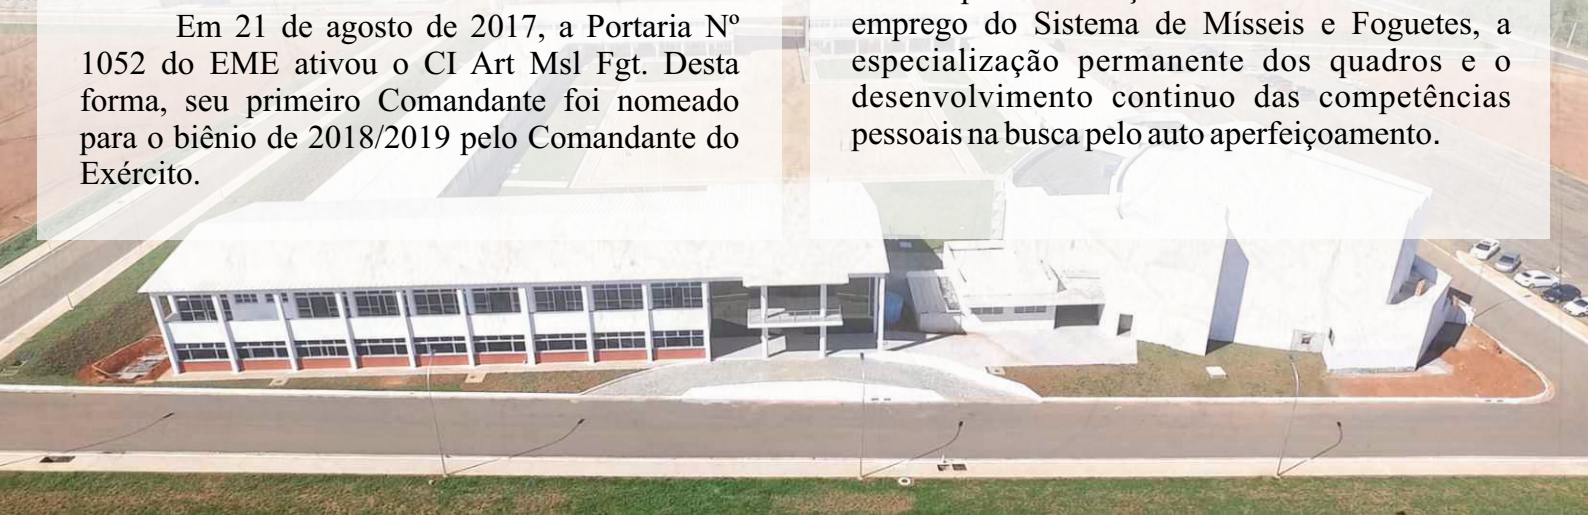 Em 21 de agosto de 2017, a Portaria Nº
1052 do EME ativou o CI Art Msl Fgt. Desta
forma, seu primeiro Comandante foi nomeado
para o biênio de 2018/2019 pelo Comandante do
Exército.
emprego do Sistema de Mísseis e Foguetes, a
especialização permanente dos quadros e o
desenvolvimento continuo das competências
pessoais na busca pelo auto aperfeiçoamento.